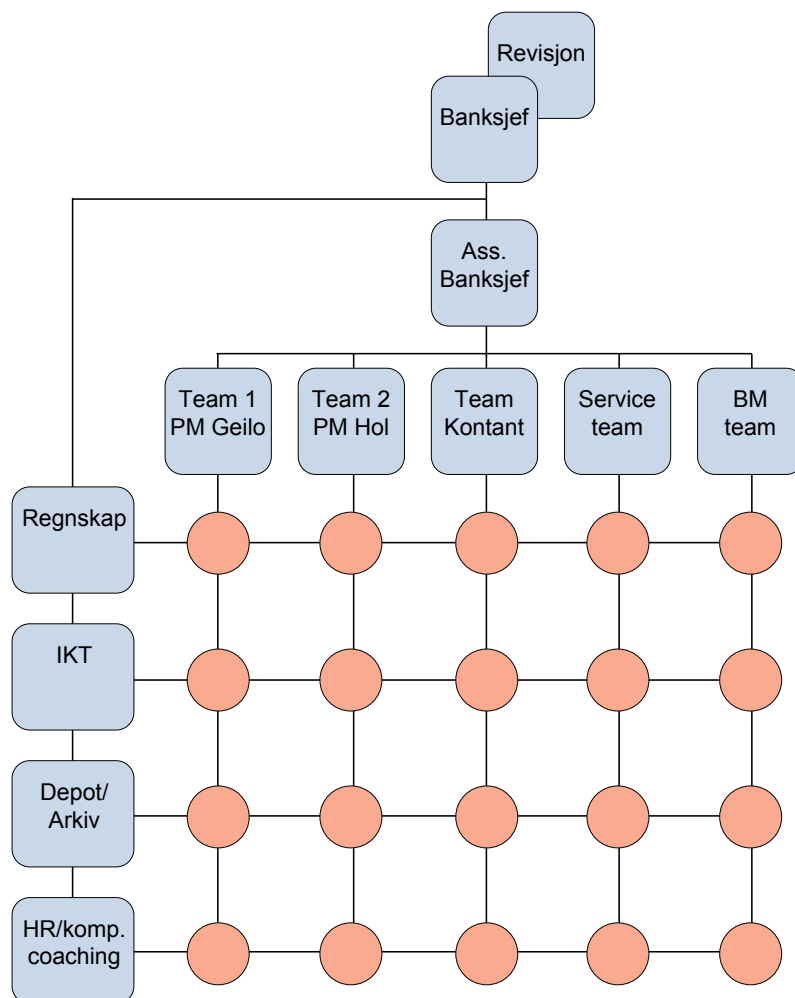 Revisjon
Banksjef
Ass.
Banksjef
Team 1
PM Geilo
Team 2
PM Hol
Team
Kontant
Service
team
BM
team
Regnskap
IKT
Depot/
Arkiv
HR/komp.
coaching